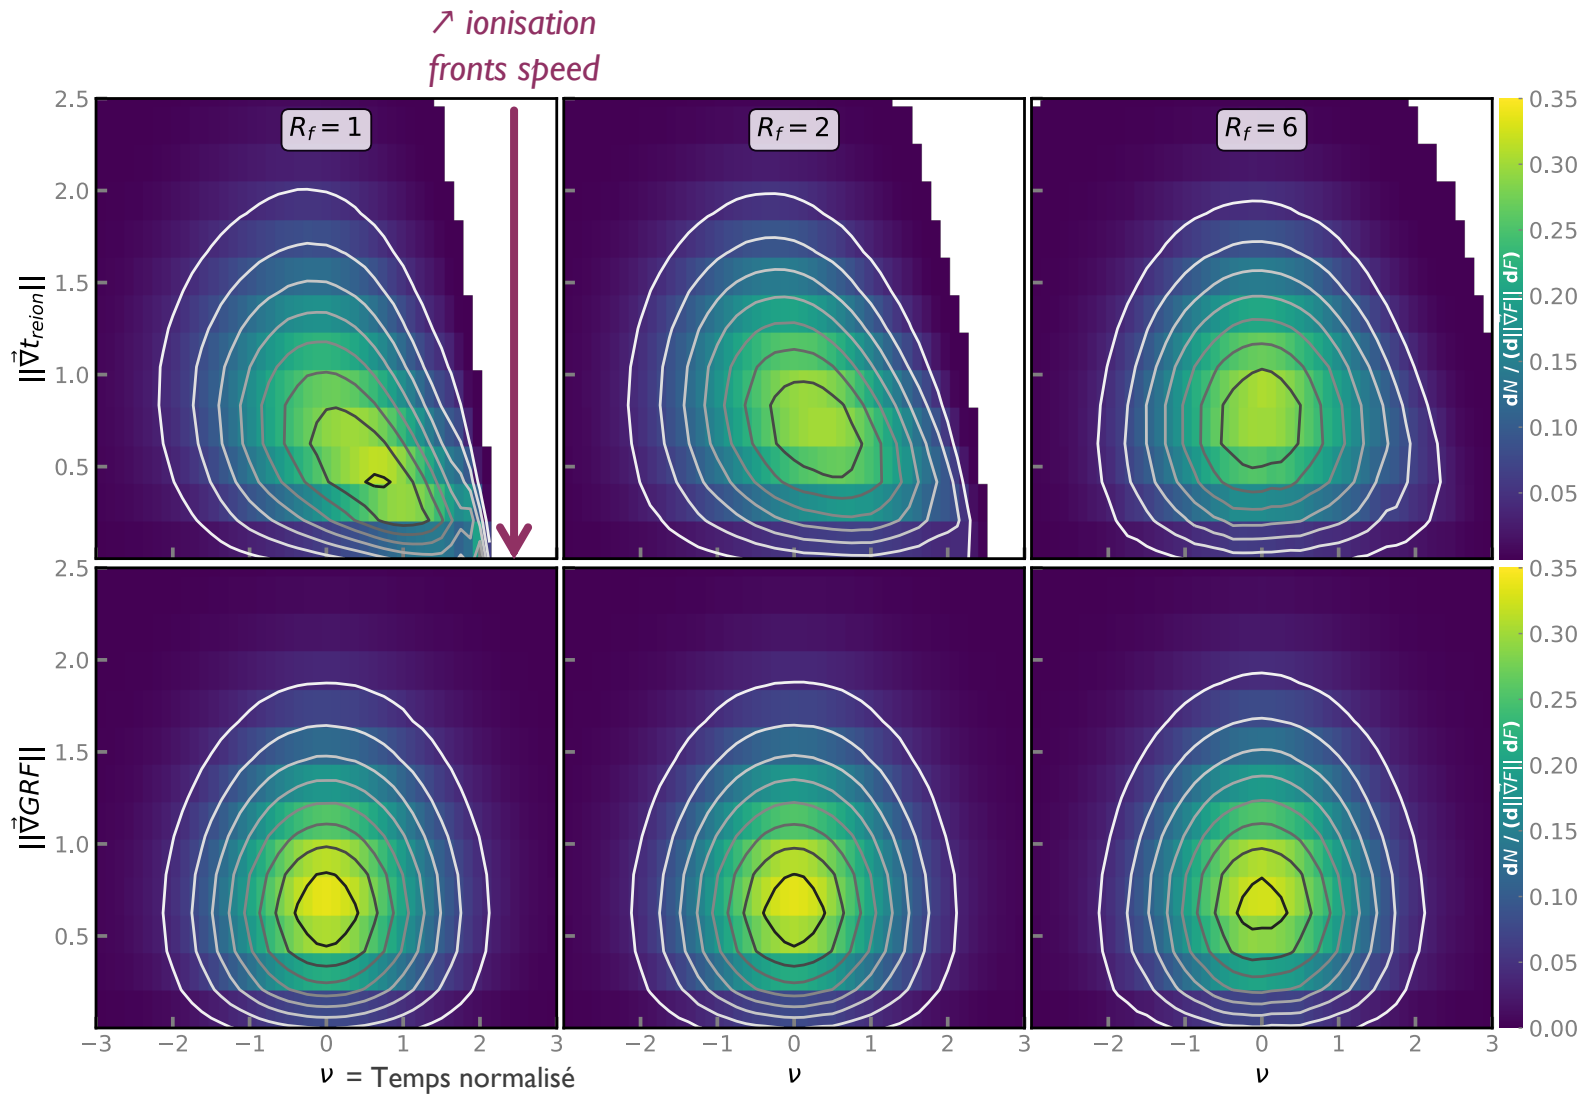 ↗ ionisation
fronts speed
R_f = 1
R_f = 2
R_f = 6
2.5
2.0
1.5
1.0
0.5
||∇⃗t_reion||
0.35
0.30
0.25
0.20
0.15
0.10
0.05
dN / (d||∇⃗F|| dF)
2.5
2.0
1.5
1.0
0.5
||∇⃗GRF||
0.35
0.30
0.25
0.20
0.15
0.10
0.05
0.00
dN / (d||∇⃗F|| dF)
−3 −2 −1 0 1 2 3
−2 −1 0 1 2 3
−2 −1 0 1 2 3
ν = Temps normalisé
ν
ν